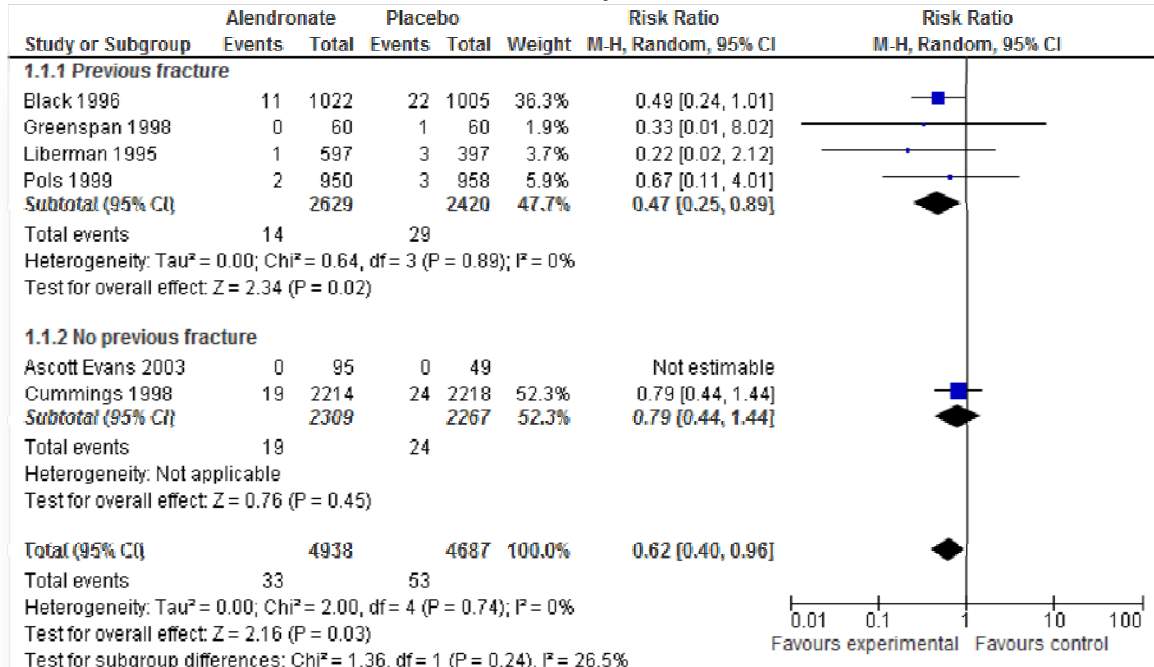 Alendronate Placebo Risk Ratio Risk Ratio
Study or Subgroup Events Total Events Total Weight M-H, Random, 95% CI M-H, Random, 95% CI
1.1.1 Previous fracture
Black 1996 11 1022 22 1005 36.3% 0.49 [0.24, 1.01]
Greenspan 1998 0 60 1 60 1.9% 0.33 [0.01, 8.02]
Liberman 1995 1 597 3 397 3.7% 0.22 [0.02, 2.12]
Pols 1999 2 950 3 958 5.9% 0.67 [0.11, 4.01]
Subtotal (95% CI) 2629 2420 47.7% 0.47 [0.25, 0.89]
Total events 14 29
Heterogeneity: Tau² = 0.00; Chi² = 0.64, df = 3 (P = 0.89); I² = 0%
Test for overall effect: Z = 2.34 (P = 0.02)
1.1.2 No previous fracture
Ascott Evans 2003 0 95 0 49 Not estimable
Cummings 1998 19 2214 24 2218 52.3% 0.79 [0.44, 1.44]
Subtotal (95% CI) 2309 2267 52.3% 0.79 [0.44, 1.44]
Total events 19 24
Heterogeneity: Not applicable
Test for overall effect: Z = 0.76 (P = 0.45)
Total (95% CI) 4938 4687 100.0% 0.62 [0.40, 0.96]
Total events 33 53
Heterogeneity: Tau² = 0.00; Chi² = 2.00, df = 4 (P = 0.74); I² = 0%
Test for overall effect: Z = 2.16 (P = 0.03)
Test for subgroup differences: Chi² = 1.36, df = 1 (P = 0.24), I² = 26.5%
0.01 0.1 1 10 100
Favours experimental Favours control